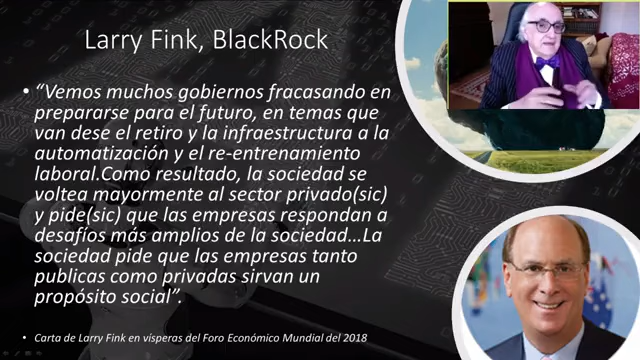 Larry Fink, BlackRock
• “Vemos muchos gobiernos fracasando en
prepararse para el futuro, en temas que
van dese el retiro y la infraestructura a la
automatización y el re-entrenamiento
laboral.Como resultado, la sociedad se
voltea mayormente al sector privado(sic)
y pide(sic) que las empresas respondan a
desafíos más amplios de la sociedad…La
sociedad pide que las empresas tanto
publicas como privadas sirvan un
propósito social”.
• Carta de Larry Fink en vísperas del Foro Económico Mundial del 2018